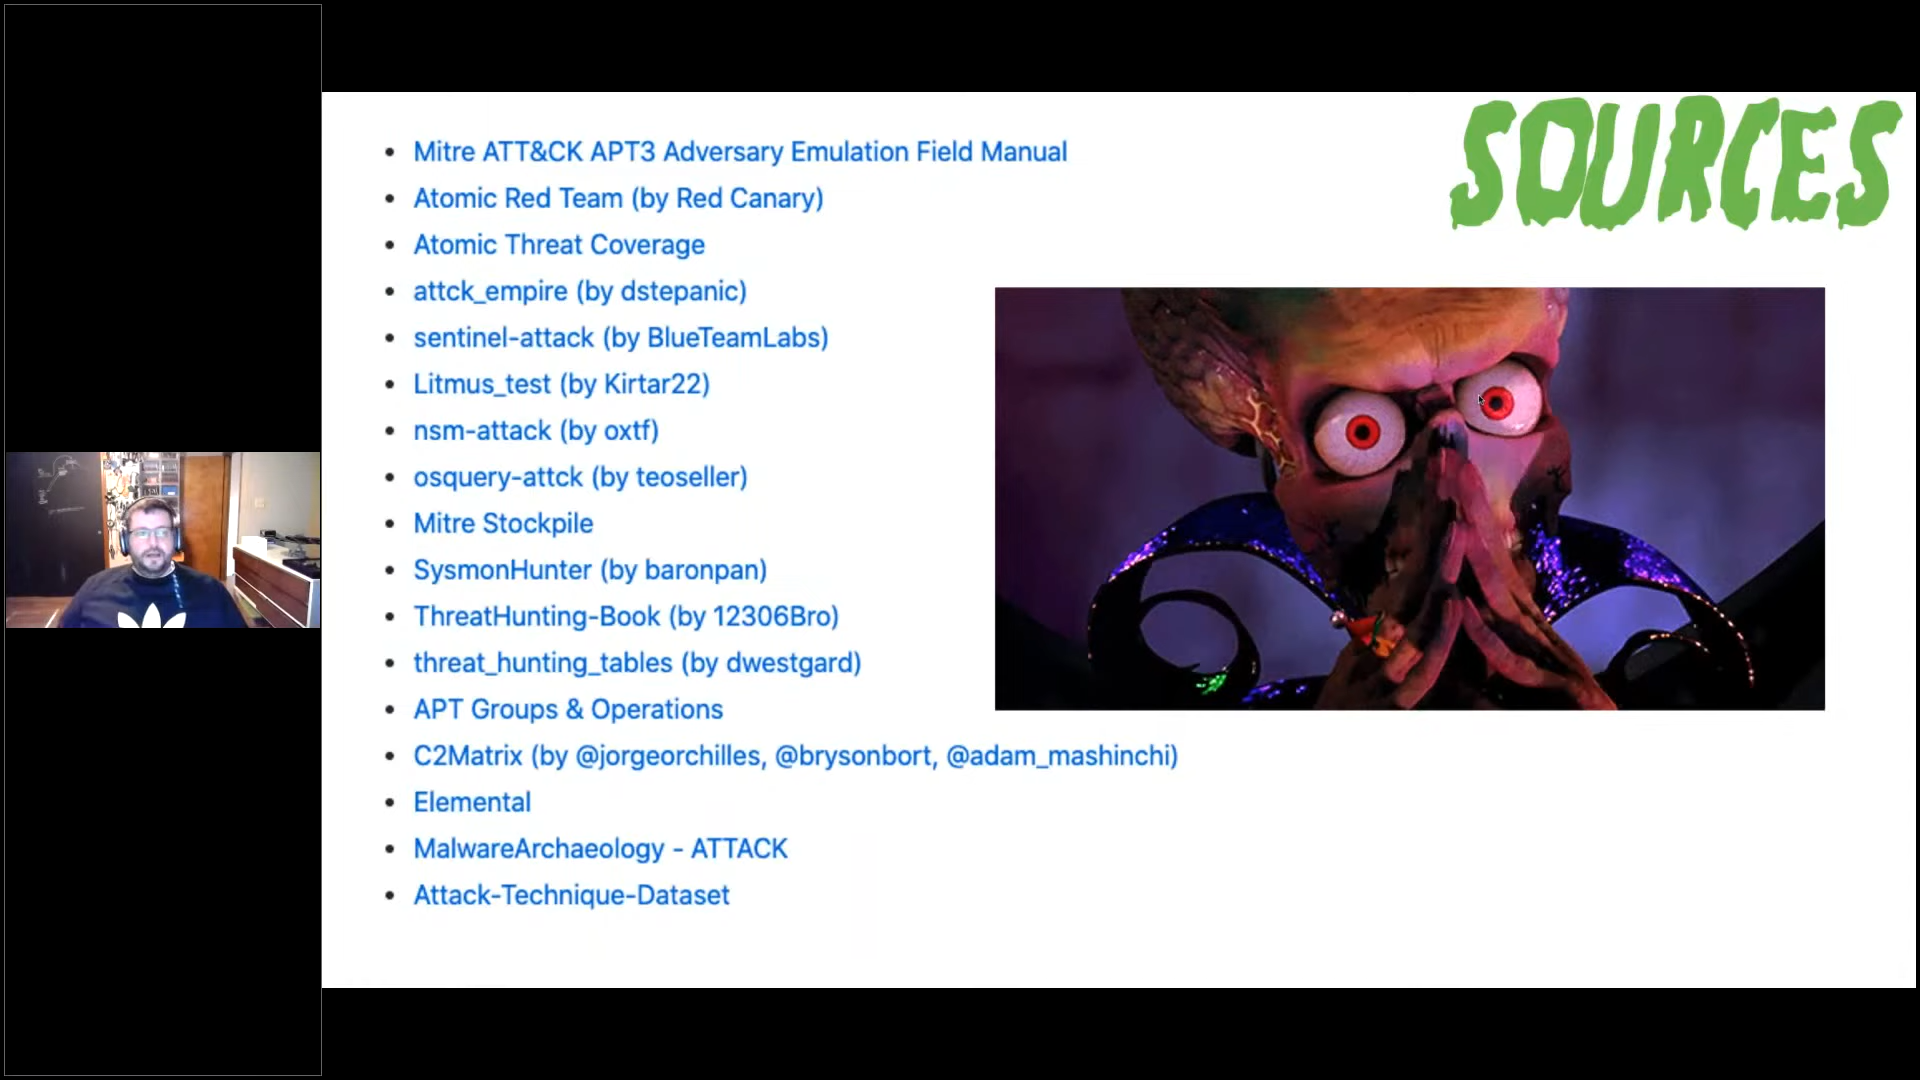 SOURCES
Mitre ATT&CK APT3 Adversary Emulation Field Manual
Atomic Red Team (by Red Canary)
Atomic Threat Coverage
attck_empire (by dstepanic)
sentinel-attack (by BlueTeamLabs)
Litmus_test (by Kirtar22)
nsm-attack (by oxtf)
osquery-attck (by teoseller)
Mitre Stockpile
SysmonHunter (by baronpan)
ThreatHunting-Book (by 12306Bro)
threat_hunting_tables (by dwestgard)
APT Groups & Operations
C2Matrix (by @jorgeorchilles, @brysonbort, @adam_mashinchi)
Elemental
MalwareArchaeology - ATTACK
Attack-Technique-Dataset